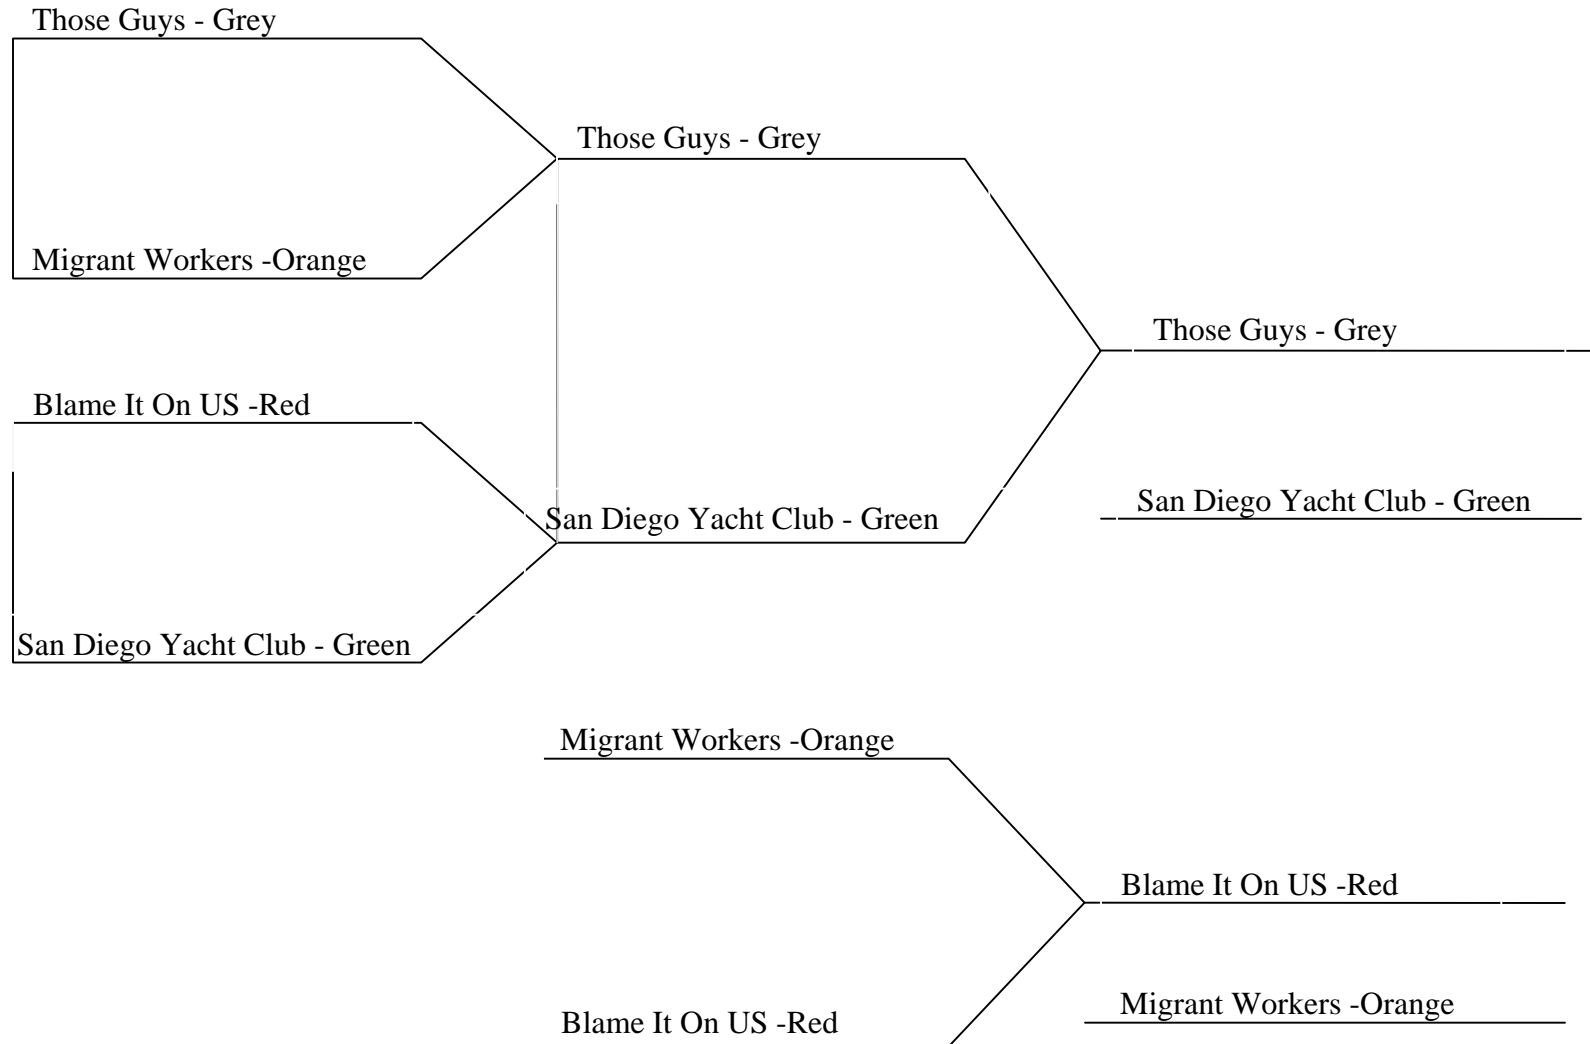 Those Guys - Grey
Those Guys - Grey
Migrant Workers -Orange
Those Guys - Grey
Blame It On US -Red
San Diego Yacht Club - Green
San Diego Yacht Club - Green
San Diego Yacht Club - Green
Migrant Workers -Orange
Blame It On US -Red
Migrant Workers -Orange
Blame It On US -Red